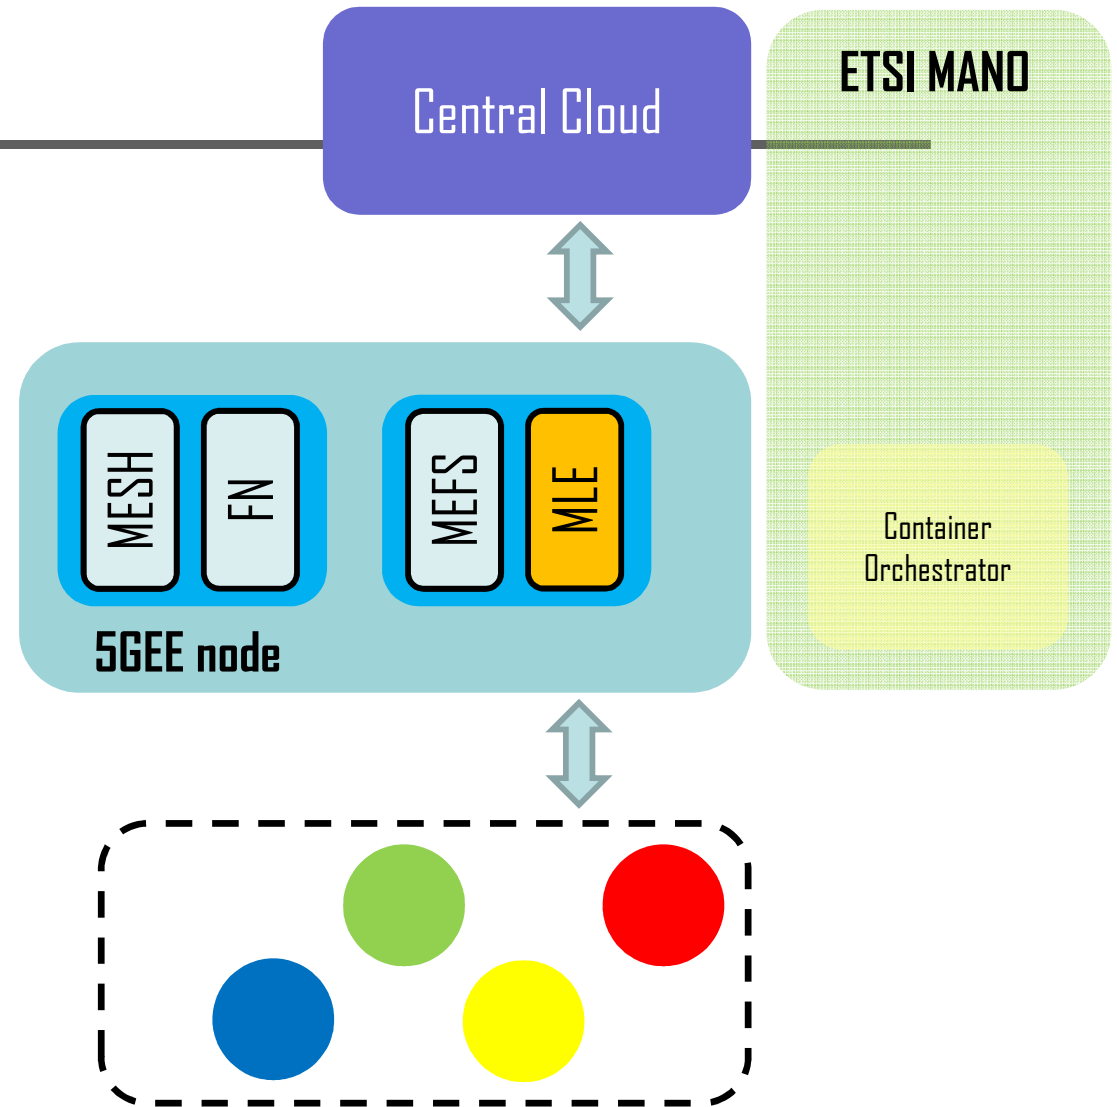 Central Cloud
ETSI MANO
MESH
FN
MEFS
MLE
Container
Orchestrator
5GEE node